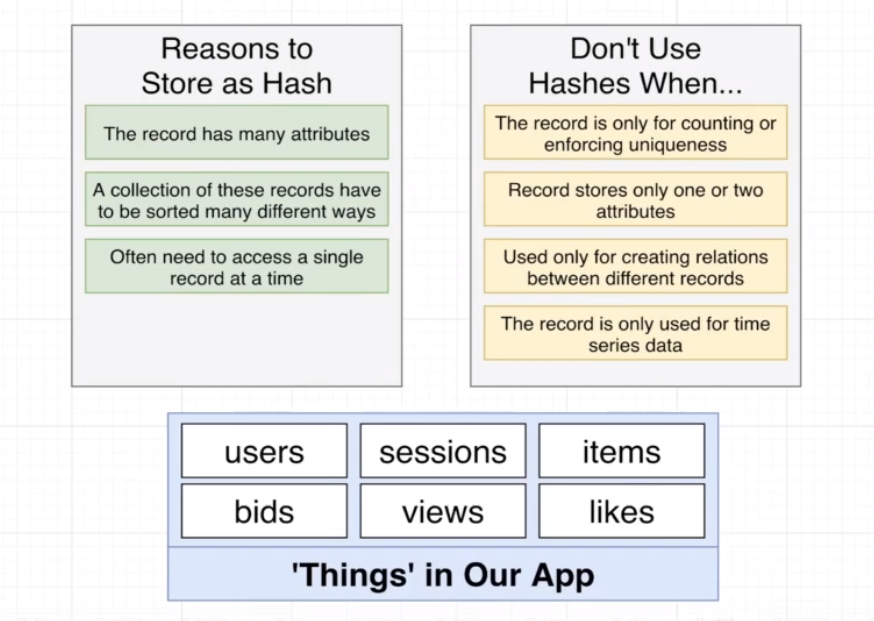 Reasons to
Store as Hash
The record has many attributes
A collection of these records have
to be sorted many different ways
Often need to access a single
record at a time
Don't Use
Hashes When...
The record is only for counting or
enforcing uniqueness
Record stores only one or two
attributes
Used only for creating relations
between different records
The record is only used for time
series data
users
sessions
items
bids
views
likes
'Things' in Our App